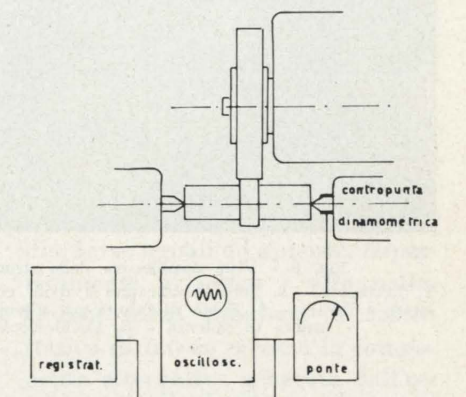 contropunta
dinamometrica
registrat.
oscillosc.
ponte